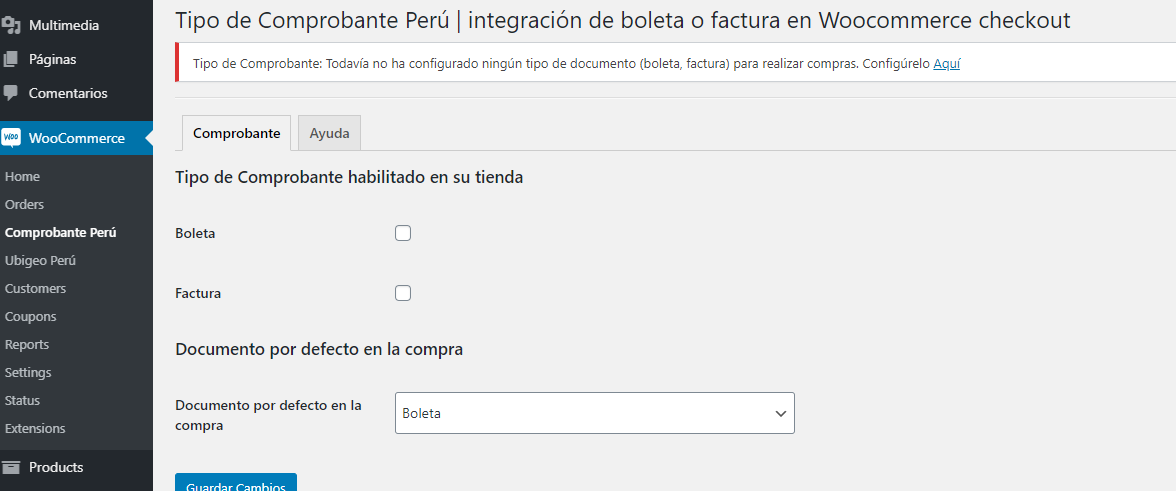 Multimedia
Páginas
Comentarios
WOO WooCommerce
Home
Orders
Comprobante Perú
Ubigeo Perú
Customers
Coupons
Reports
Settings
Status
Extensions
Products
Tipo de Comprobante Perú | integración de boleta o factura en Woocommerce checkout
Tipo de Comprobante: Todavía no ha configurado ningún tipo de documento (boleta, factura) para realizar compras. Configúrelo Aquí
Comprobante Ayuda
Tipo de Comprobante habilitado en su tienda
Boleta
Factura
Documento por defecto en la compra
Documento por defecto en la
compra
Boleta
Guardar Cambios